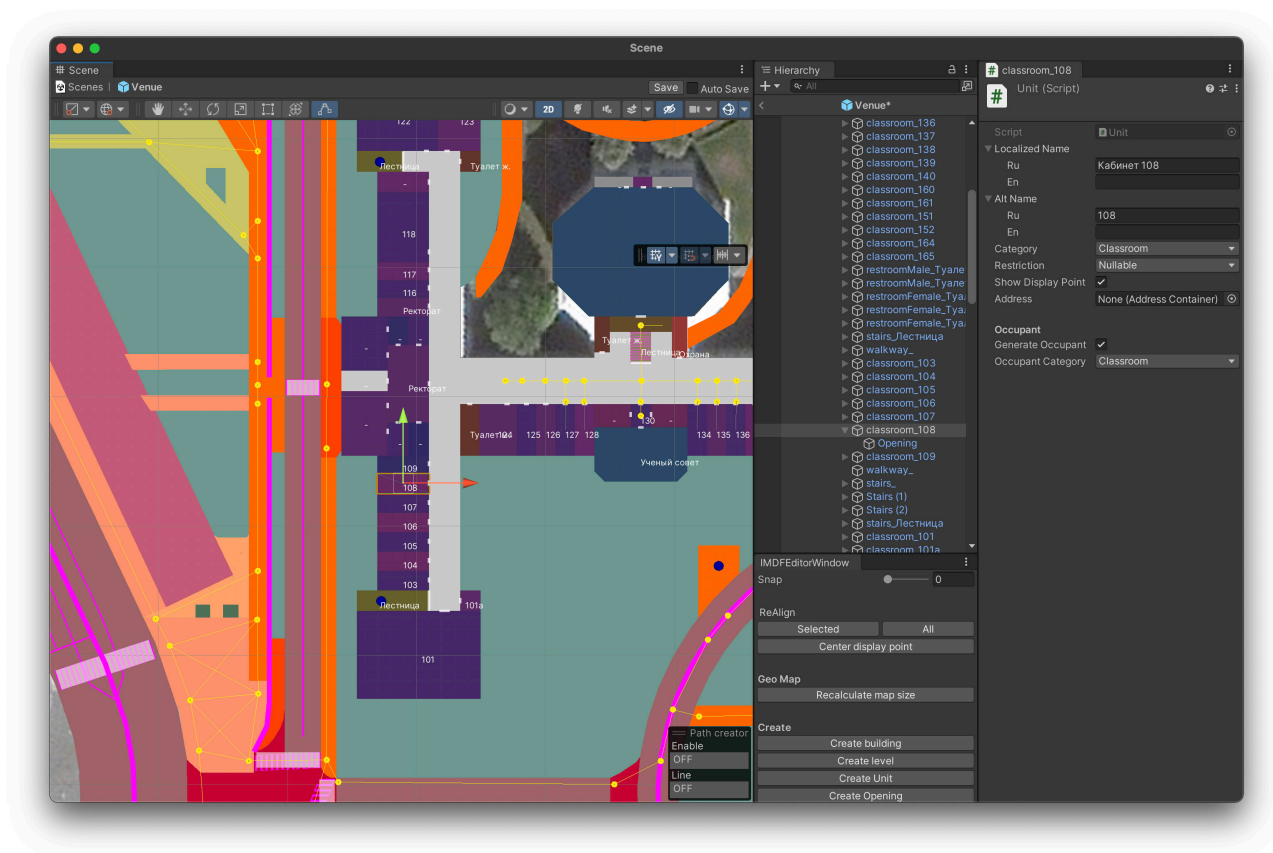 Scene
Scene
Scenes
Venue
Save
Auto Save
2D
122
123
Лестница
Туалет ж.
-
118
117
116
Ректорат
-
-
-
Туалет ж.
Лестница
Охрана
Ректорат
-
-
130
-
-
-
-
124 125 126 127 128
134 135 136
Ученый совет
109
108
107
106
105
104
103
Лестница
101a
101
Path creator
Enable
OFF
Line
OFF
Hierarchy
All
Venue*
classroom_136
classroom_137
classroom_138
classroom_139
classroom_140
classroom_160
classroom_161
classroom_151
classroom_152
classroom_164
classroom_165
restroomMale_Туале
restroomMale_Туале
restroomFemale_Туа
restroomFemale_Туа
restroomFemale_Туа
stairs_Лестница
walkway_
classroom_103
classroom_104
classroom_105
classroom_106
classroom_107
classroom_108
Opening
classroom_109
walkway_
stairs_
Stairs (1)
Stairs (2)
stairs_Лестница
classroom_101
classroom_101a
IMDFEditorWindow
Snap
0
ReAlign
Selected
All
Center display point
Geo Map
Recalculate map size
Create
Create building
Create level
Create Unit
Create Opening
classroom_108
Unit (Script)
Script
Unit
Localized Name
Ru
Кабинет 108
En
Alt Name
Ru
108
En
Category
Classroom
Restriction
Nullable
Show Display Point
Address
None (Address Container)
Occupant
Generate Occupant
Occupant Category
Classroom